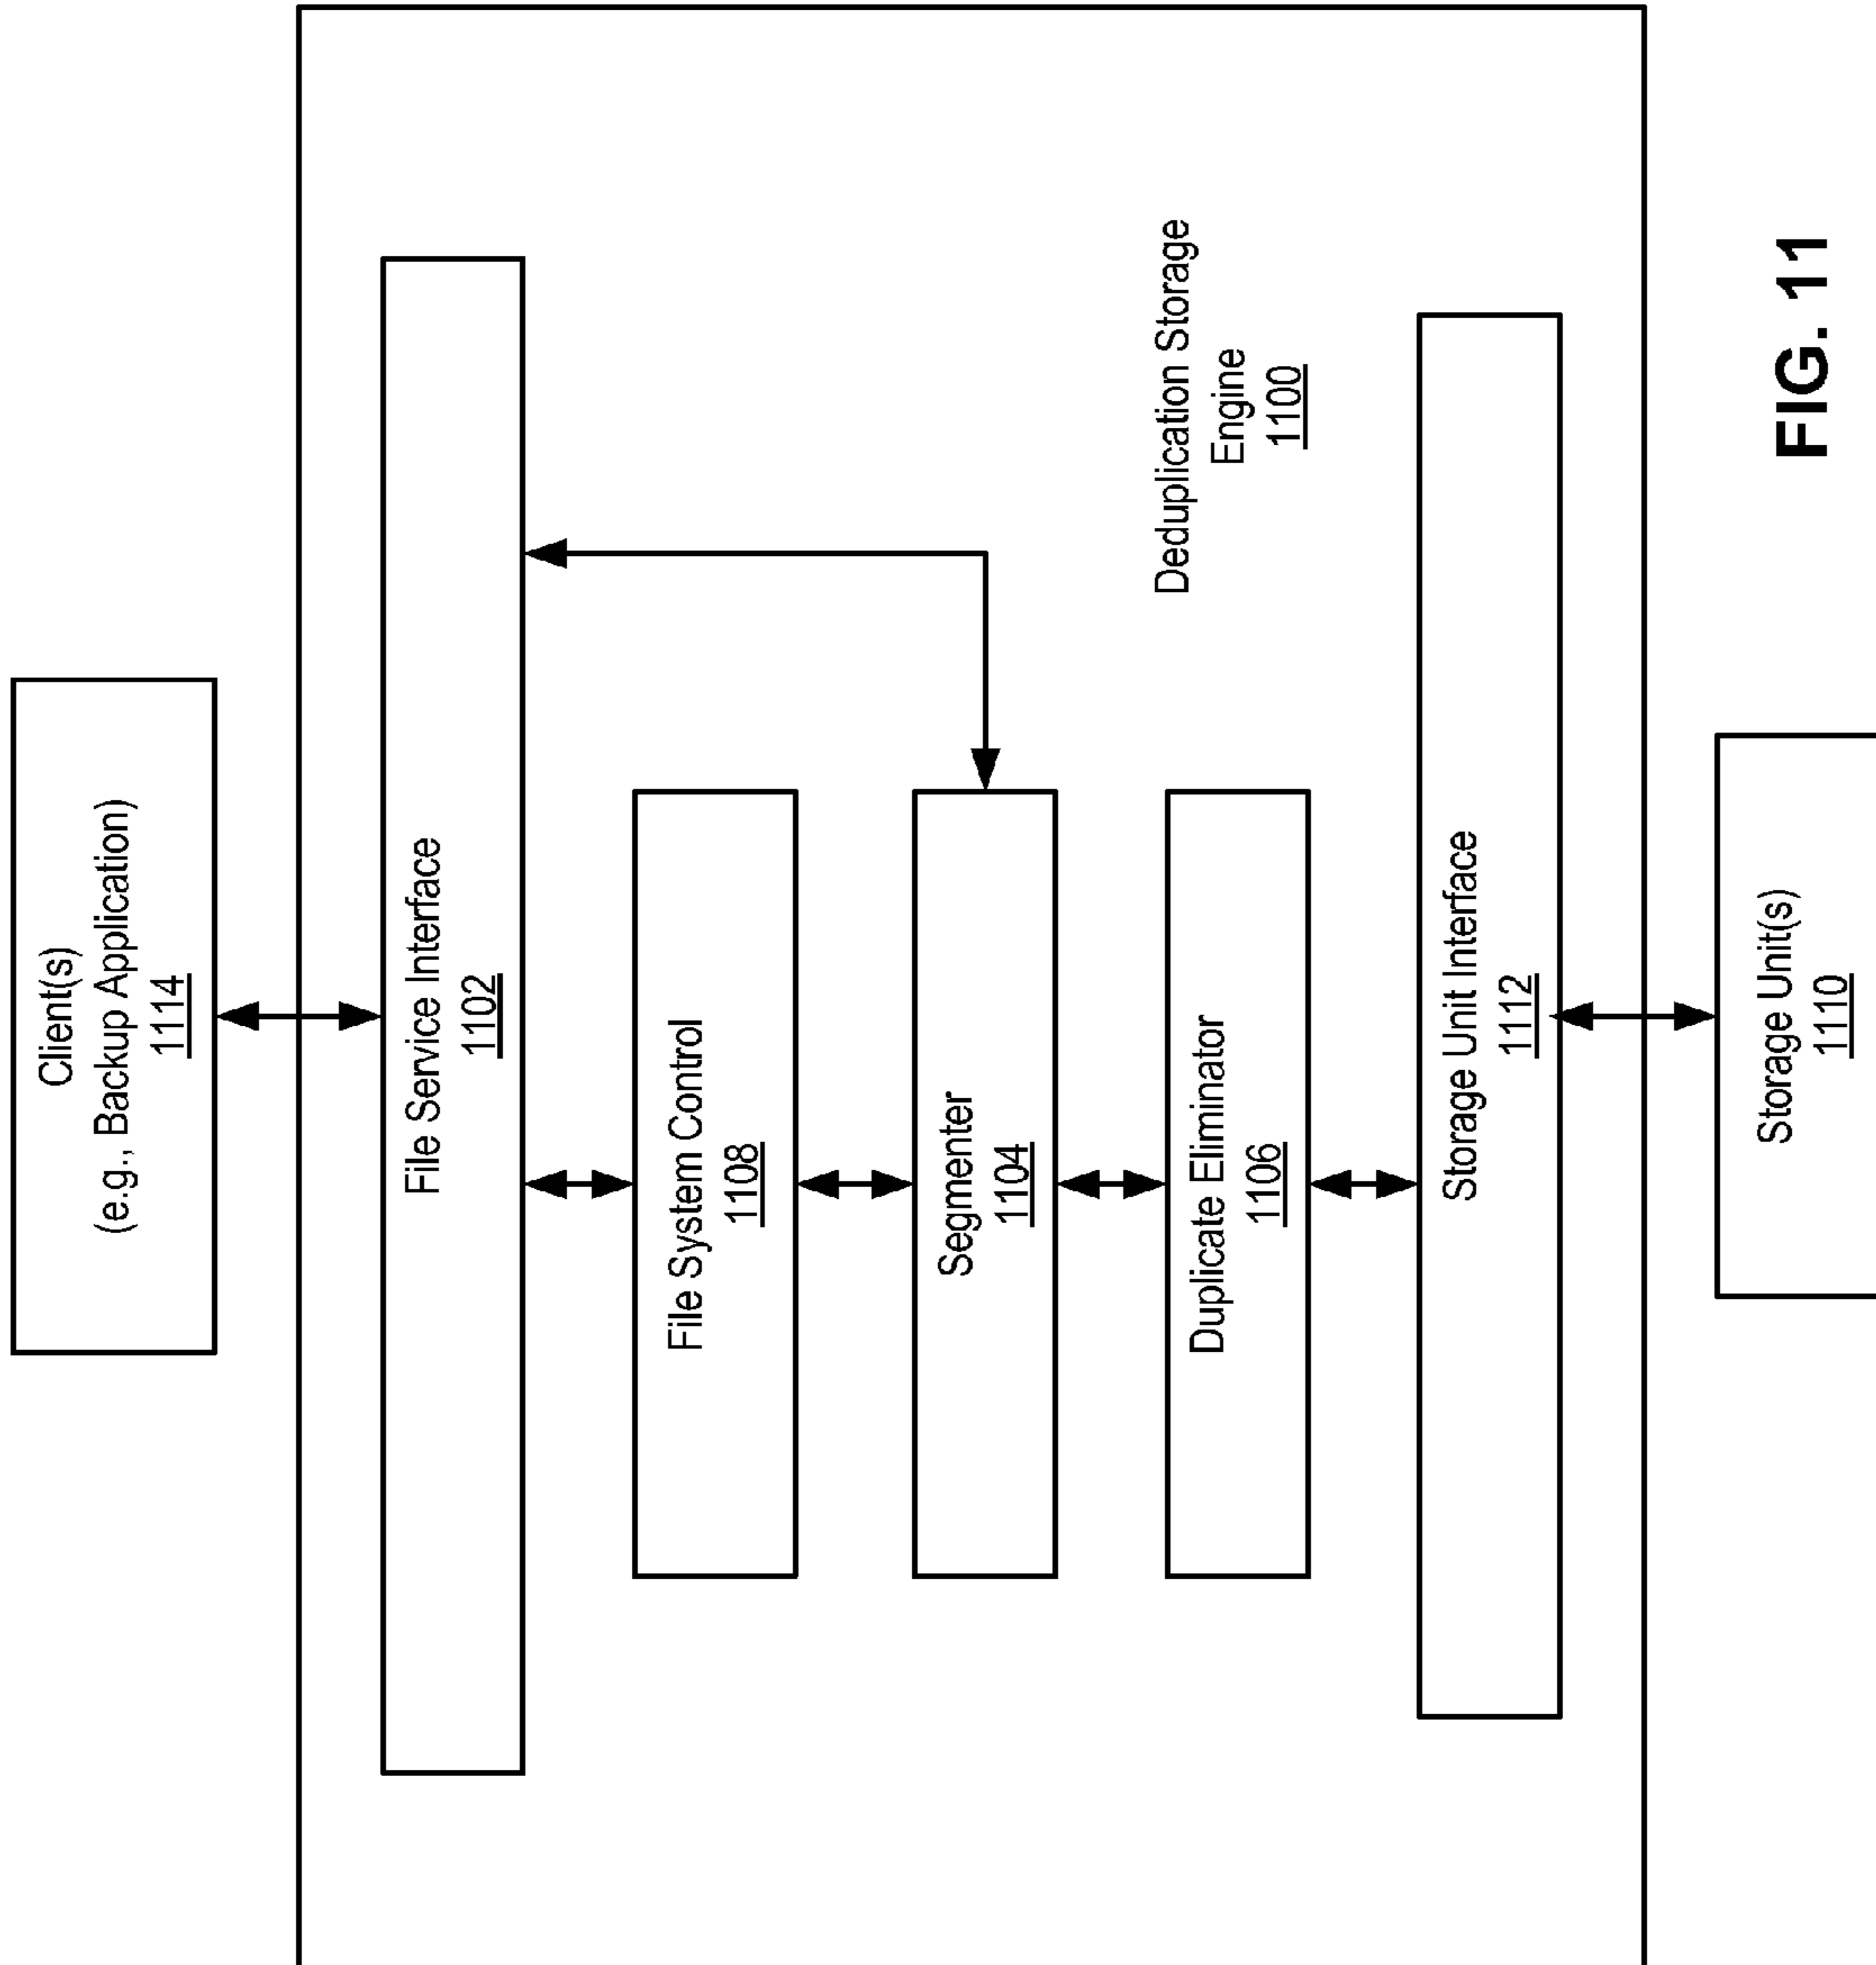 Client(s)
(e.g., Backup Application)
1114
File Service Interface
1102
File System Control
1108
Segmenter
1104
Duplicate Eliminator
1106
Deduplication Storage
Engine
1100
Storage Unit Interface
1112
Storage Unit(s)
1110
FIG. 11